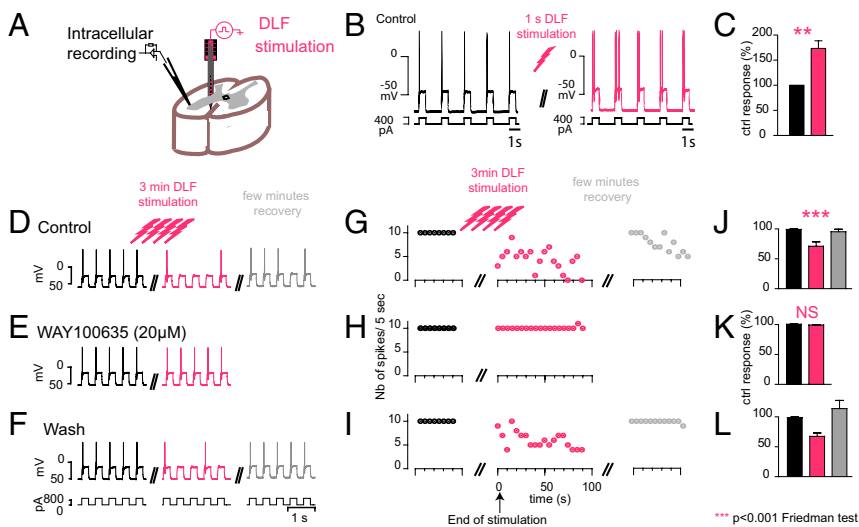 A
Intracellular
recording
DLF
stimulation
B
Control
1 s DLF
stimulation
0
-50
mV
400
pA
1s
0
-50
mV
400
pA
1s
C
**
ctrl response (%)
200
150
100
50
0
D
Control
3 min DLF
stimulation
few minutes
recovery
mV
0
50
E
WAY100635 (20µM)
mV
0
50
F
Wash
mV
0
50
pA
800
0
1 s
G
3min DLF
stimulation
few minutes
recovery
10
5
0
H
Nb of spikes/ 5 sec
10
5
0
I
10
5
0
0
50
100
time (s)
End of stimulation
J
***
100
50
0
K
NS
ctrl response (%)
100
50
0
L
100
50
0
*** p<0.001 Friedman test